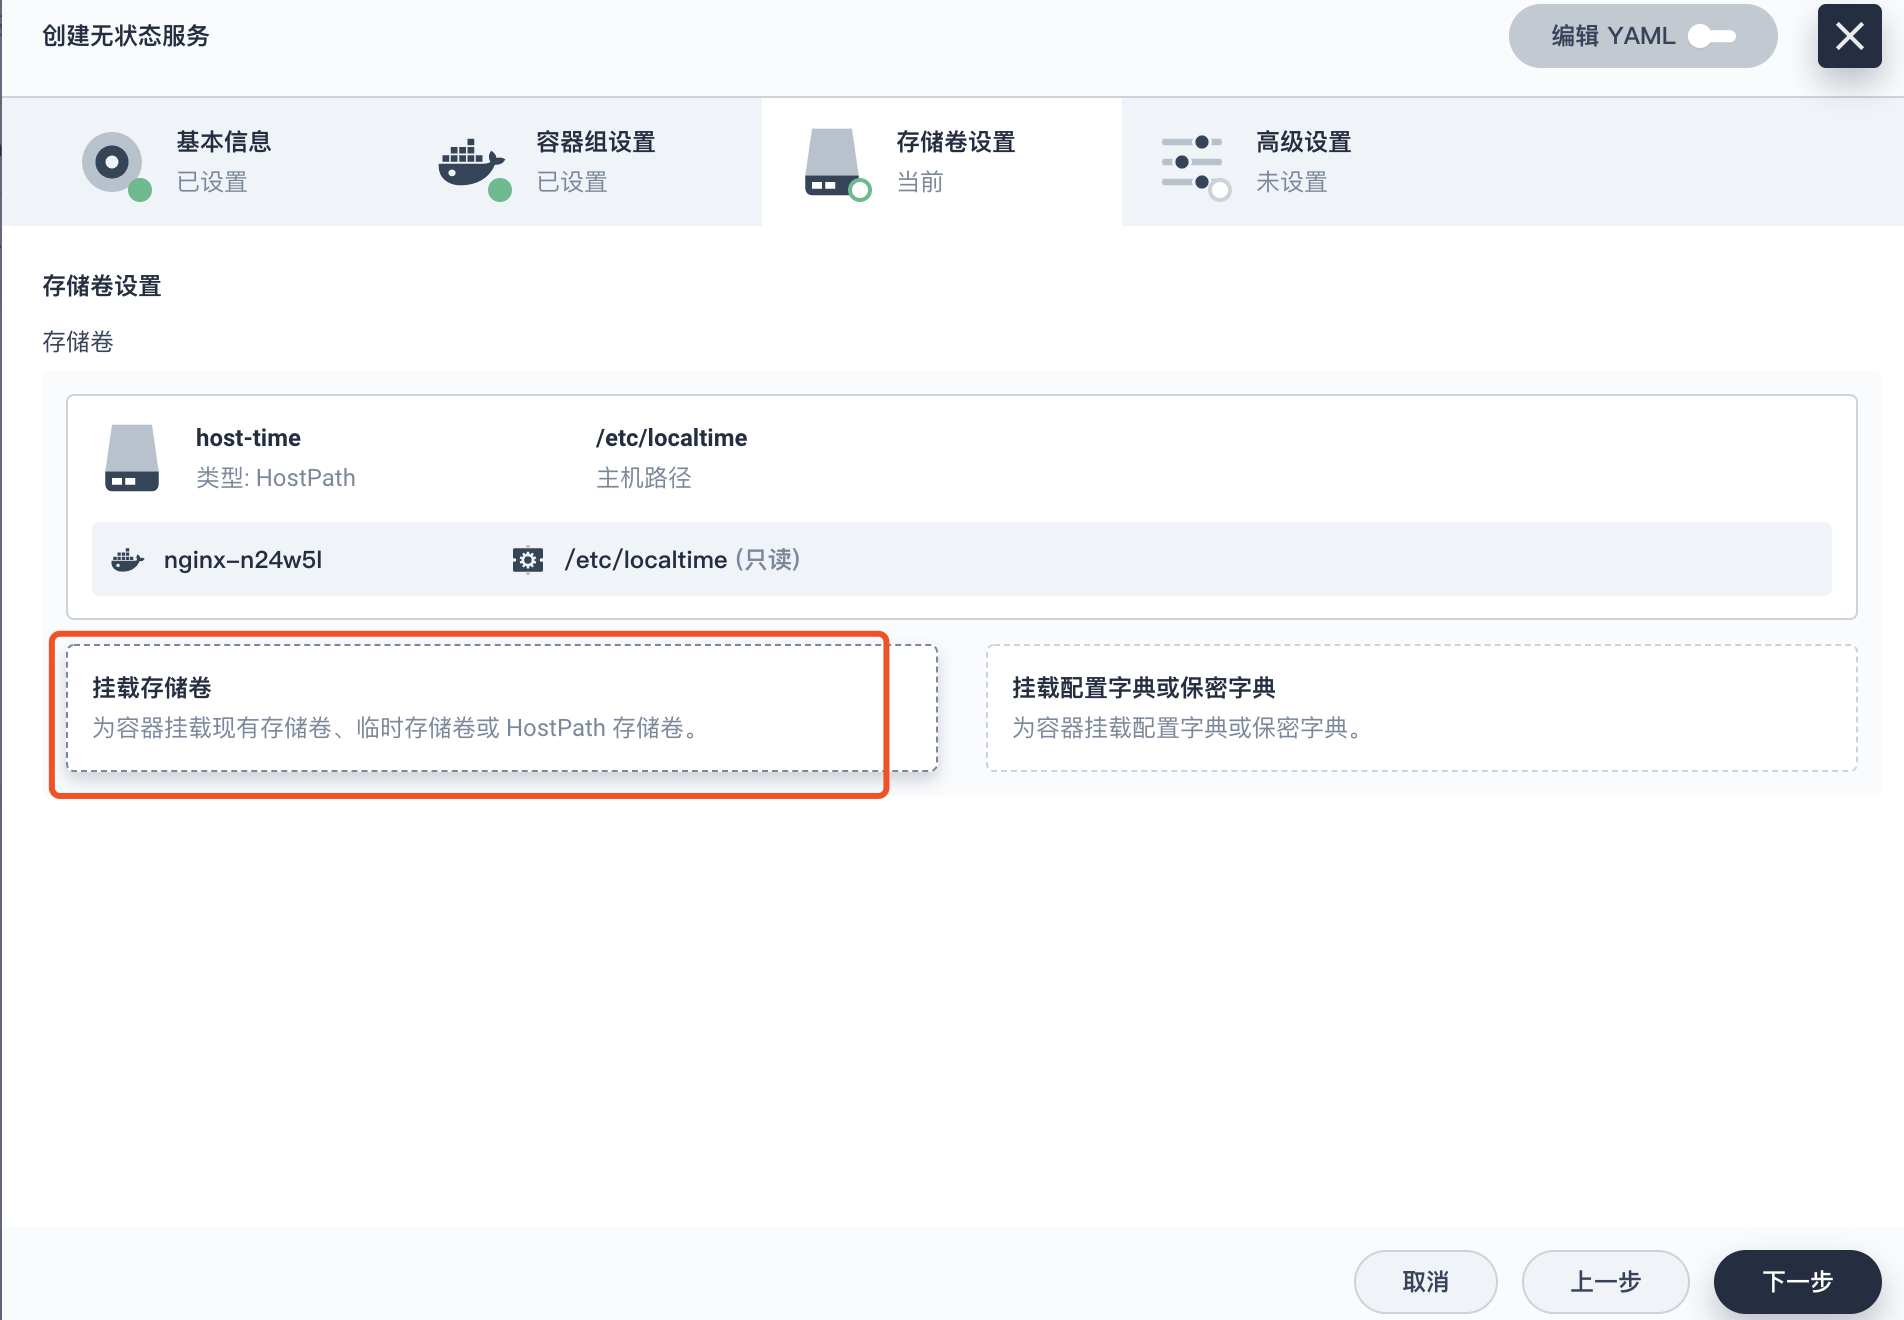 创建无状态服务
编辑 YAML
基本信息
已设置
容器组设置
已设置
存储卷设置
当前
高级设置
未设置
存储卷设置
存储卷
host-time
类型: HostPath
/etc/localtime
主机路径
nginx-n24w5l
/etc/localtime (只读)
挂载存储卷
为容器挂载现有存储卷、临时存储卷或 HostPath 存储卷。
挂载配置字典或保密字典
为容器挂载配置字典或保密字典。
取消
上一步
下一步